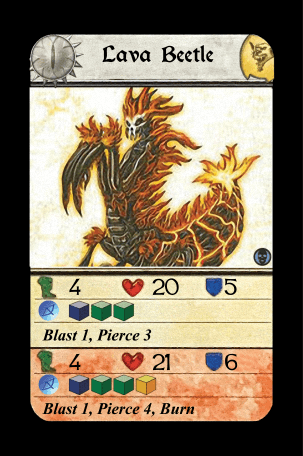 Lava Beetle
4 20 5
Blast 1, Pierce 3
4 21 6
Blast 1, Pierce 4, Burn